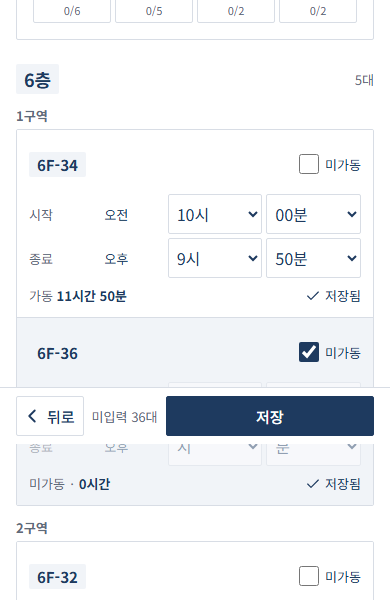 0/6 0/5 0/2 0/2
6층 5대
1구역
6F-34 미가동
시작 오전 10시 00분
종료 오후 9시 50분
가동 11시간 50분 저장됨
6F-36 미가동
뒤로 미입력 36대 저장
종료 오후 시 분
미가동 · 0시간 저장됨
2구역
6F-32 미가동